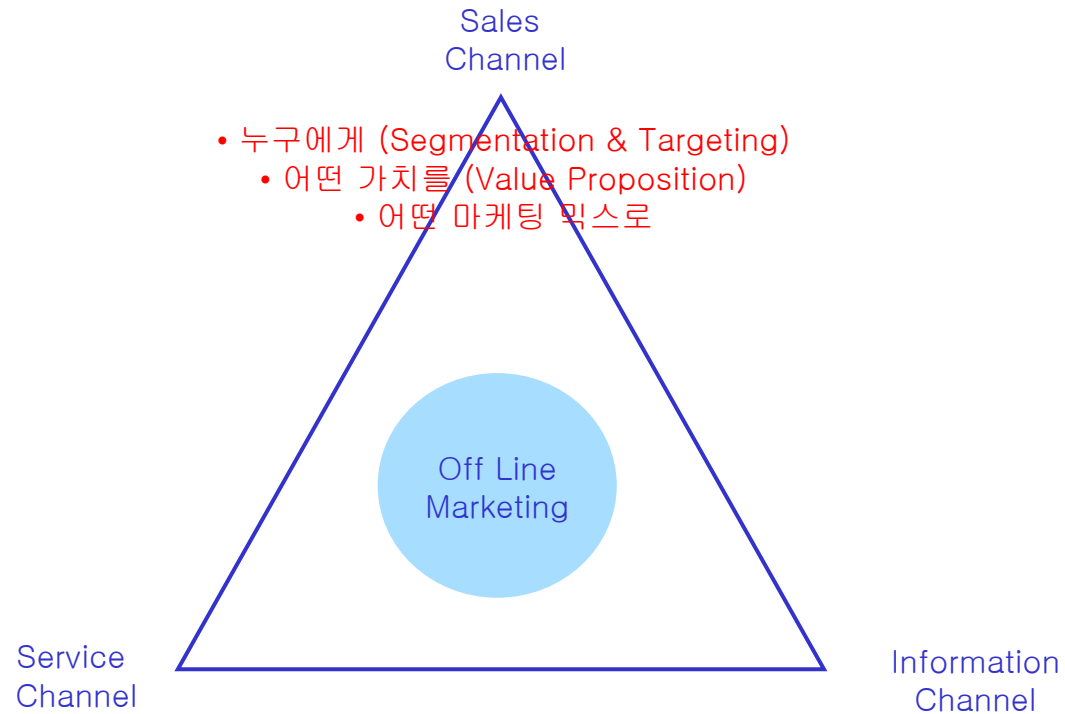 Sales
Channel
• 누구에게 (Segmentation & Targeting)
• 어떤 가치를 (Value Proposition)
• 어떤 마케팅 믹스로
Off Line
Marketing
Service
Channel
Information
Channel